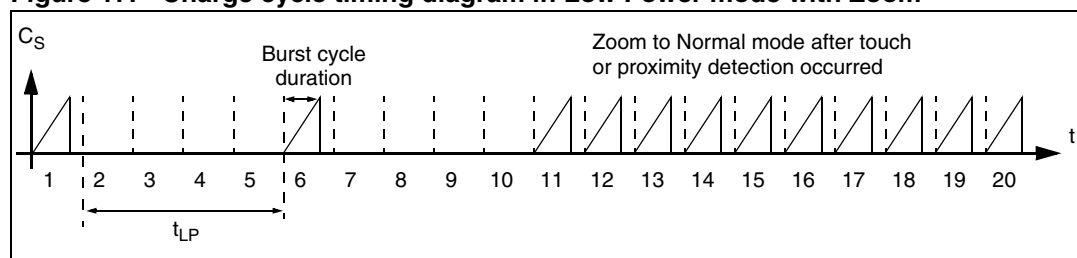 Figure 17. Charge cycle timing diagram in Low Power mode with Zoom
CS
Burst cycle
duration
Zoom to Normal mode after touch
or proximity detection occurred
t
1 2 3 4 5 6 7 8 9 10 11 12 13 14 15 16 17 18 19 20
tLP